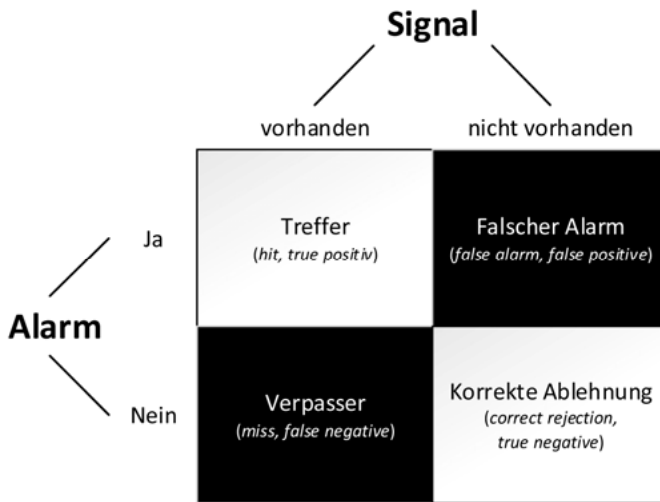 Signal
vorhanden
nicht vorhanden
Ja
Treffer
(hit, true positiv)
Falscher Alarm
(false alarm, false positive)
Alarm
Nein
Verpasser
(miss, false negative)
Korrekte Ablehnung
(correct rejection,
true negative)